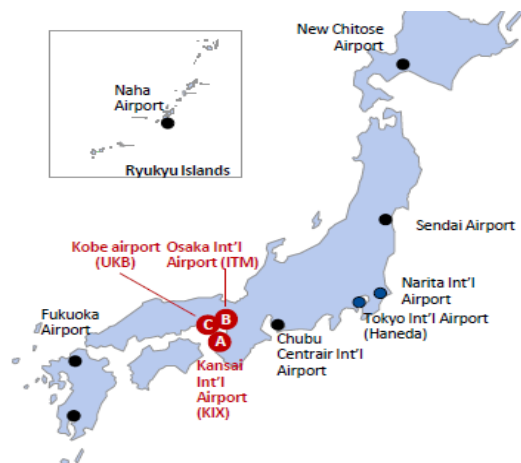 New Chitose
Airport
Naha
Airport
Ryukyu Islands
Sendai Airport
Kobe airport
(UKB)
Osaka Int'l
Airport (ITM)
Narita Int'l
Airport
Tokyo Int'l Airport
(Haneda)
Fukuoka
Airport
C
B
A
Chubu
Centrair Int'l
Airport
Kansai
Int'l
Airport
(KIX)